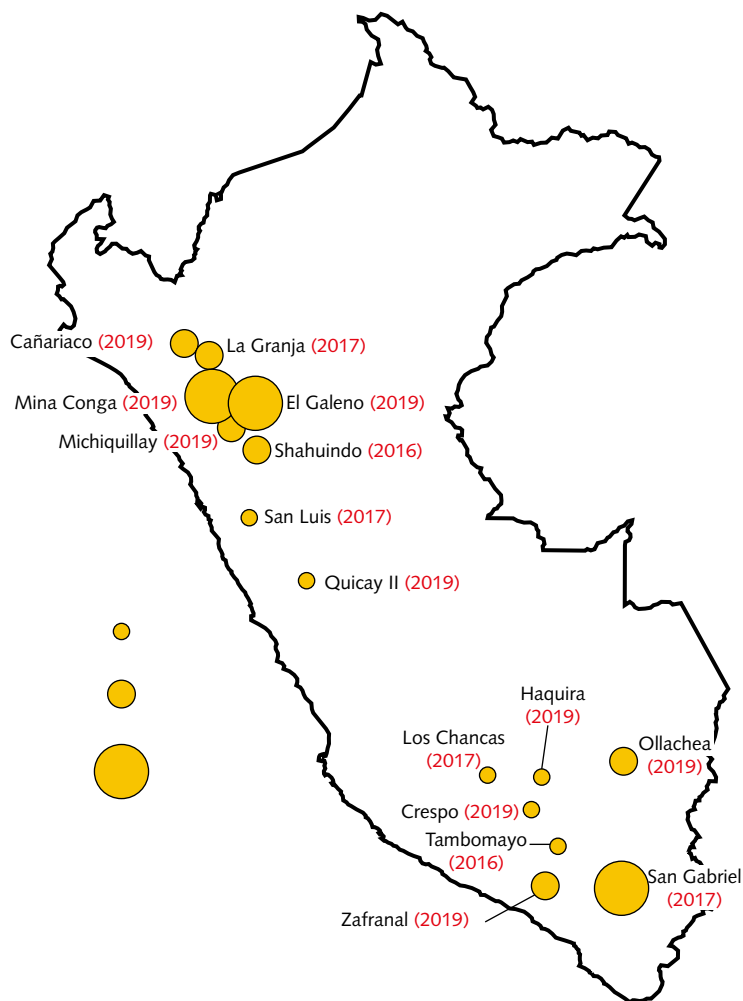 Cañariaco (2019)
La Granja (2017)
Mina Conga (2019)
El Galeno (2019)
Michiquillay (2019)
Shahuindo (2016)
San Luis (2017)
Quicay II (2019)
Haquira
(2019)
Los Chancas
(2017)
Ollachea
(2019)
Crespo (2019)
Tambomayo
(2016)
San Gabriel
(2017)
Zafranal (2019)